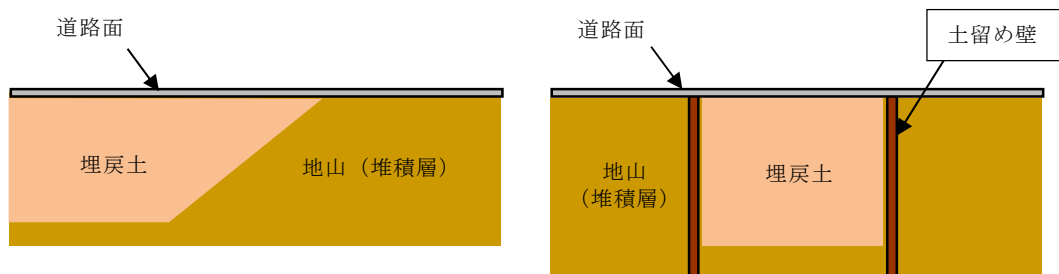 道路面
埋戻土
地山（堆積層）
道路面
土留め壁
地山
（堆積層）
埋戻土